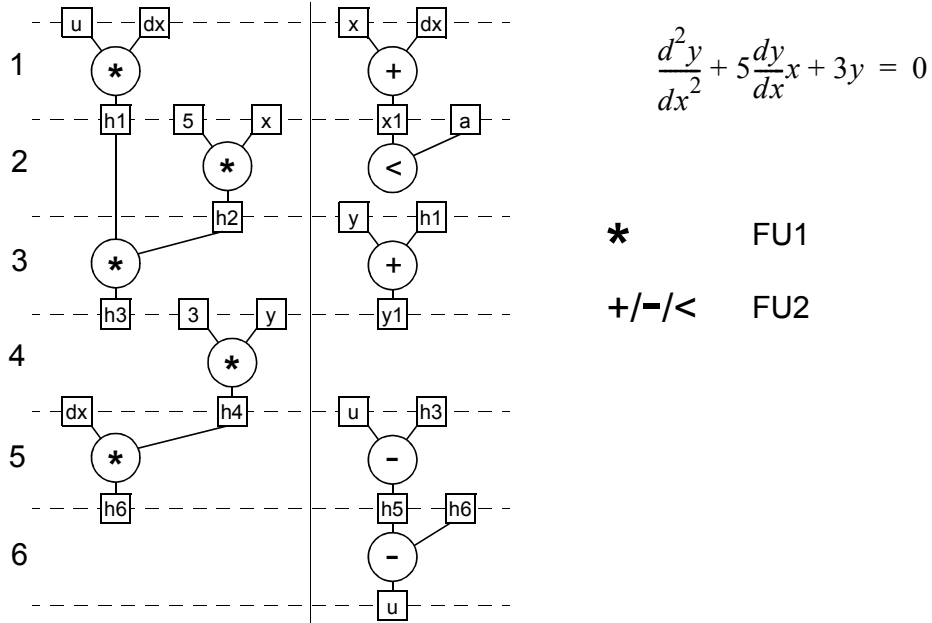 u dx x dx
1 * +
h1 5 x x1 a
2 * <
h2 y h1
3 * +
h3 3 y y1
4 *
dx h4 u h3
5 * -
h6 h5 h6
6 -
u
d²y/dx² + 5 dy/dx x + 3y = 0
* FU1
+/-/< FU2